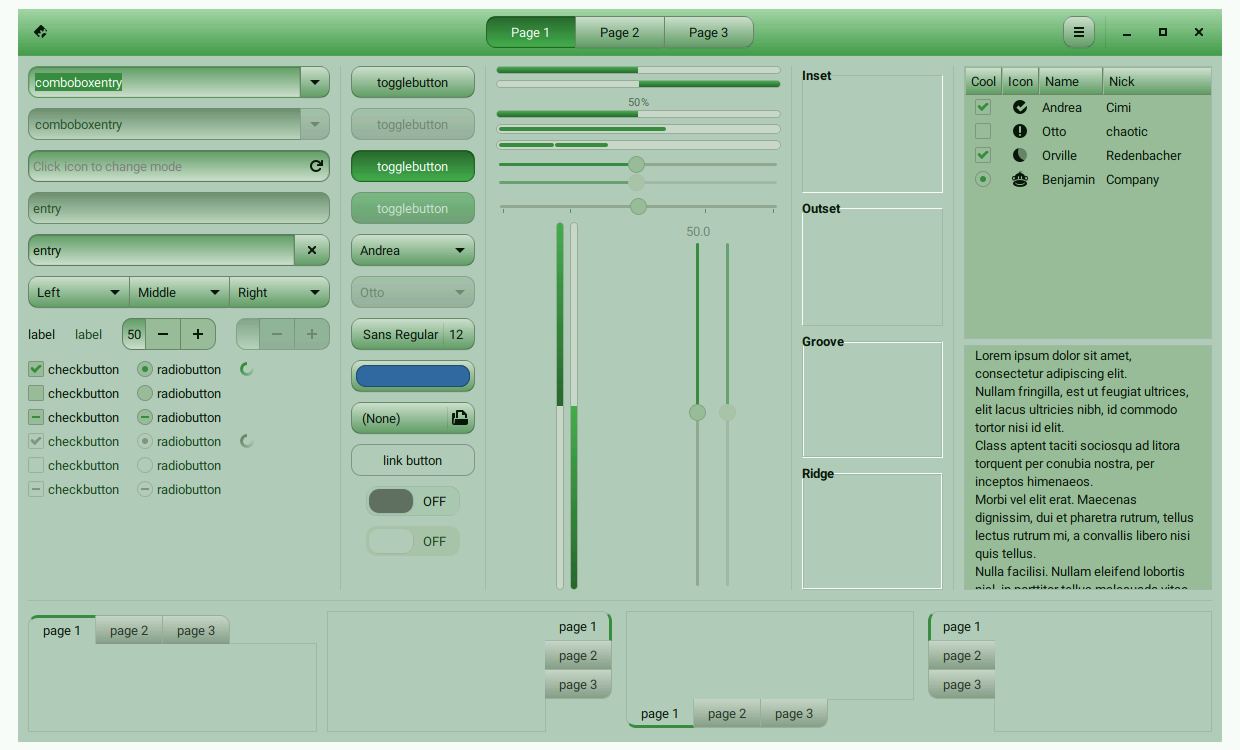 Page 1 Page 2 Page 3
comboboxentry
comboboxentry
Click icon to change mode
entry
entry
Left Middle Right
label label 50
checkbutton radiobutton
checkbutton radiobutton
checkbutton radiobutton
checkbutton radiobutton
checkbutton radiobutton
checkbutton radiobutton
togglebutton
togglebutton
togglebutton
togglebutton
Andrea
Otto
Sans Regular 12
(None)
link button
OFF
OFF
50%
50.0
Inset
Outset
Groove
Ridge
Cool Icon Name Nick
Andrea Cimi
Otto chaotic
Orville Redenbacher
Benjamin Company
Lorem ipsum dolor sit amet,
consectetur adipiscing elit.
Nullam fringilla, est ut feugiat ultrices,
elit lacus ultricies nibh, id commodo
tortor nisi id elit.
Class aptent taciti sociosqu ad litora
torquent per conubia nostra, per
inceptos himenaeos.
Morbi vel elit erat. Maecenas
dignissim, dui et pharetra rutrum, tellus
lectus rutrum mi, a convallis libero nisi
quis tellus.
Nulla facilisi. Nullam eleifend lobortis
page 1 page 2 page 3
page 1
page 2
page 3
page 1 page 2 page 3
page 1
page 2
page 3